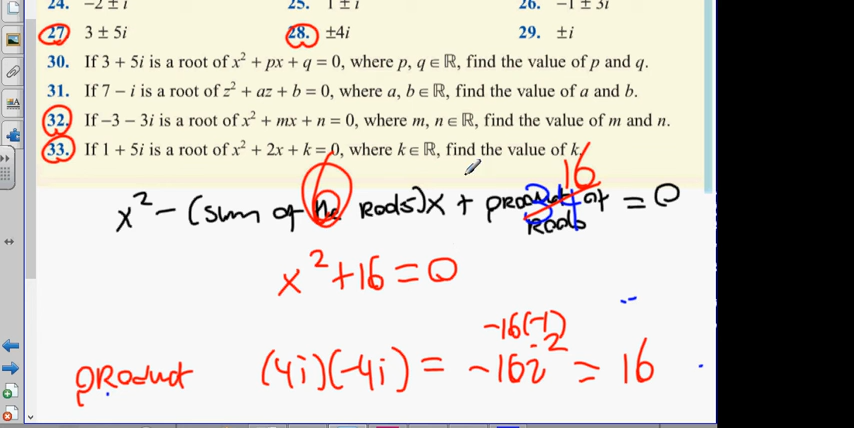 24. −2 ± i 25. 1 ± i 26. −1 ± 3i
27. 3 ± 5i 28. ±4i 29. ±i
30. If 3 + 5i is a root of x² + px + q = 0, where p, q ∈ ℝ, find the value of p and q.
31. If 7 − i is a root of z² + az + b = 0, where a, b ∈ ℝ, find the value of a and b.
32. If −3 − 3i is a root of x² + mx + n = 0, where m, n ∈ ℝ, find the value of m and n.
33. If 1 + 5i is a root of x² + 2x + k = 0, where k ∈ ℝ, find the value of k.
16
x² − (sum of the Roots)x + product of Roots = 0
x² + 16 = 0
−16(−1)
product (4i)(−4i) = −16i² = 16